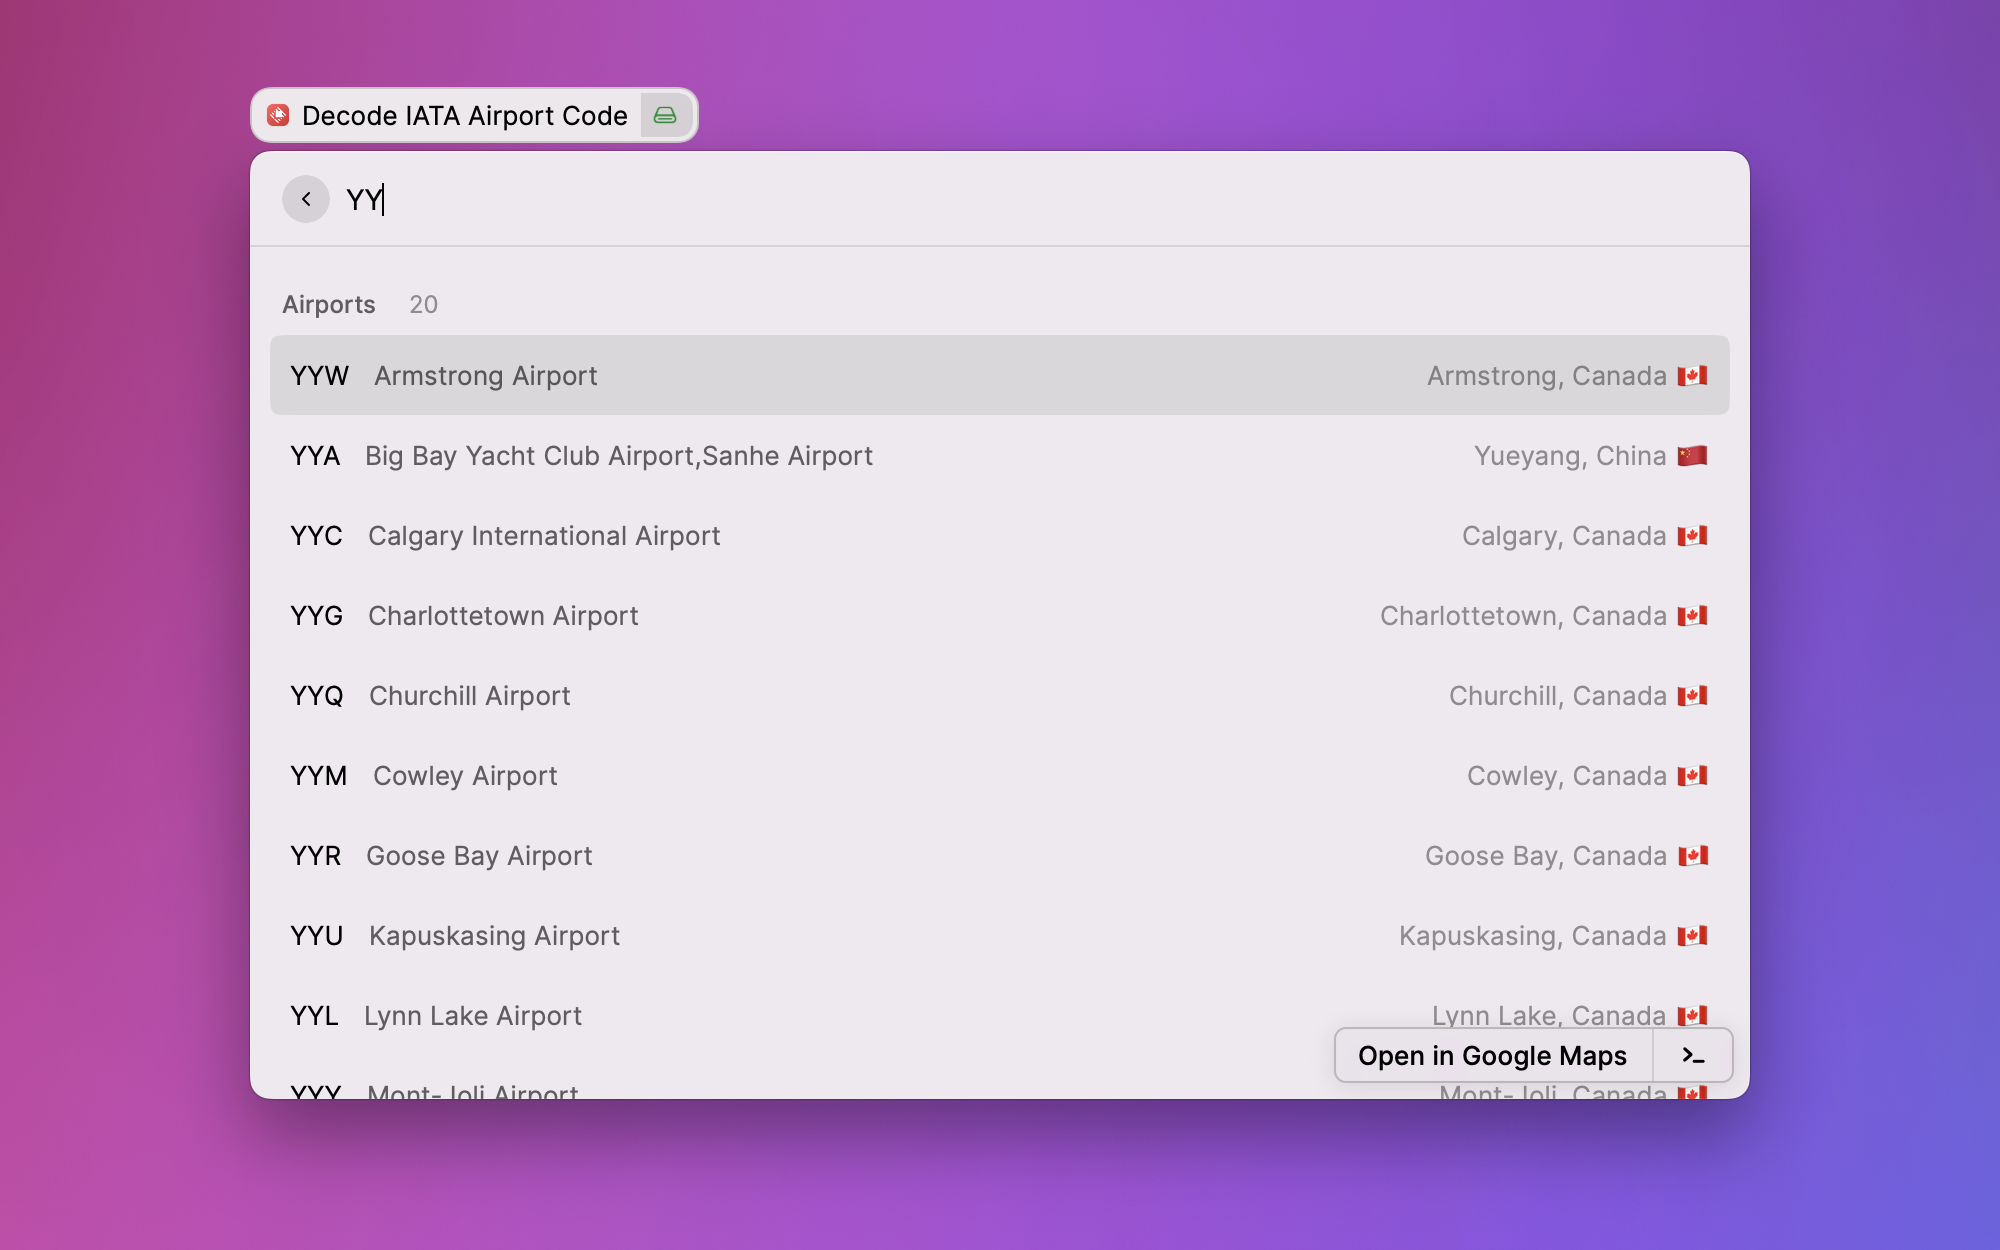 Decode IATA Airport Code
YY
Airports 20
YYW Armstrong Airport Armstrong, Canada
YYA Big Bay Yacht Club Airport,Sanhe Airport Yueyang, China
YYC Calgary International Airport Calgary, Canada
YYG Charlottetown Airport Charlottetown, Canada
YYQ Churchill Airport Churchill, Canada
YYM Cowley Airport Cowley, Canada
YYR Goose Bay Airport Goose Bay, Canada
YYU Kapuskasing Airport Kapuskasing, Canada
YYL Lynn Lake Airport Lynn Lake, Canada
Open in Google Maps >_
YYY Mont-Joli Airport Mont-Joli, Canada